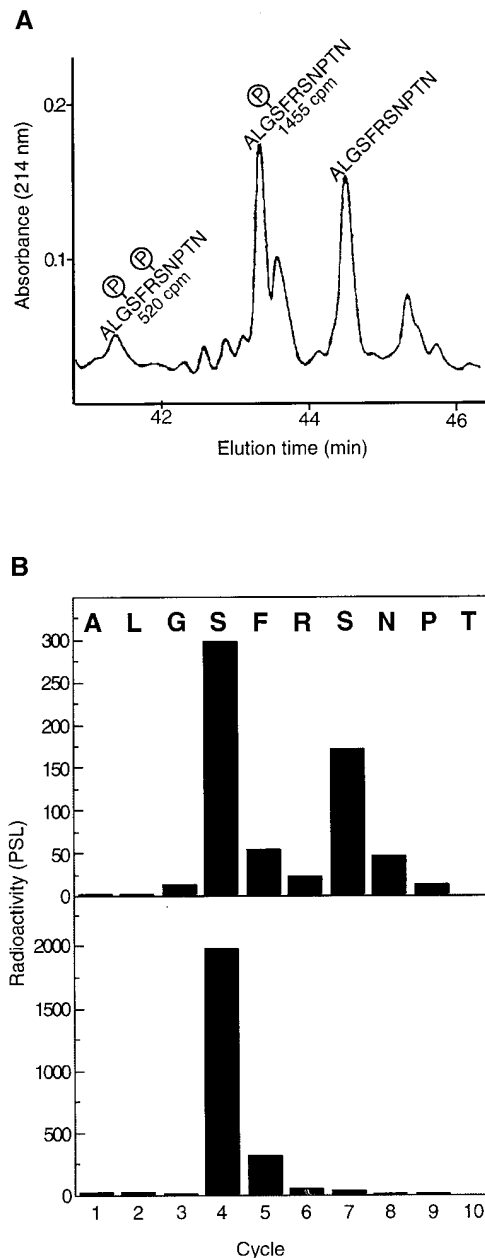 A
Absorbance (214 nm)
0.2
0.1
P P
ALGSFRSNPTN
520 cpm
P
ALGSFRSNPTN
1455 cpm
ALGSFRSNPTN
42 44 46
Elution time (min)
B
A L G S F R S N P T
Radioactivity (PSL)
300
250
200
150
100
50
0
2000
1500
1000
500
0
1 2 3 4 5 6 7 8 9 10
Cycle